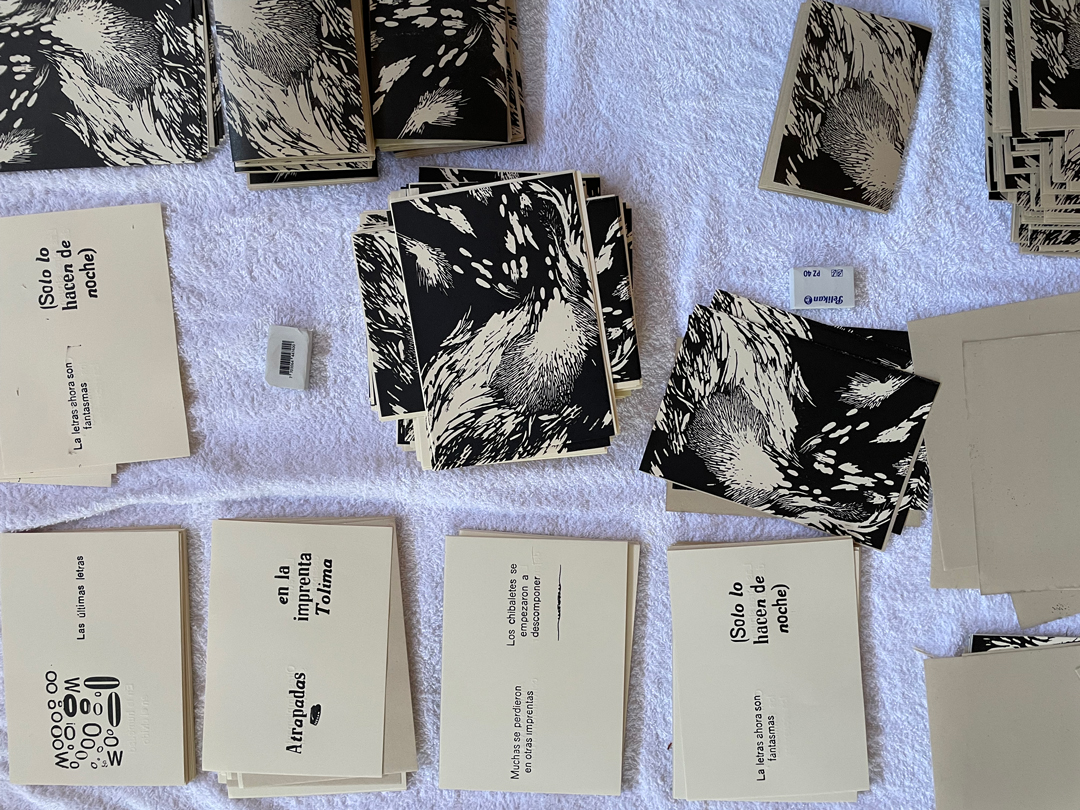 La letras ahora son
fantasmas
(Solo lo
hacen de
noche)
Pelikan
PZ 40
Las últimas letras
Atrapadas
en la
imprenta
Tolima
Muchas se perdieron
en otras imprentas
Los chibaletes se
empezaron a
descomponer
La letras ahora son
fantasmas
(Solo lo
hacen de
noche)